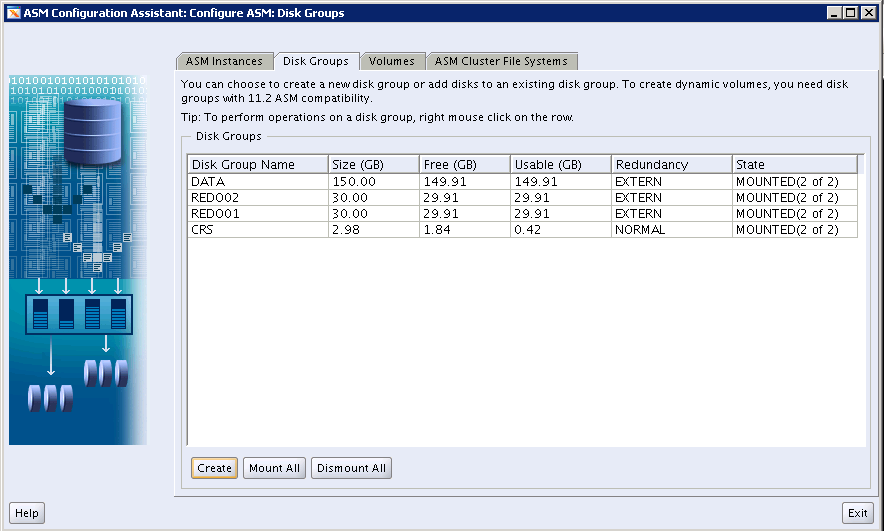 ASM Configuration Assistant: Configure ASM: Disk Groups
ASM Instances Disk Groups Volumes ASM Cluster File Systems
You can choose to create a new disk group or add disks to an existing disk group. To create dynamic volumes, you need disk
groups with 11.2 ASM compatibility.
Tip: To perform operations on a disk group, right mouse click on the row.
Disk Groups
Disk Group Name Size (GB) Free (GB) Usable (GB) Redundancy State
DATA 150.00 149.91 149.91 EXTERN MOUNTED(2 of 2)
REDO02 30.00 29.91 29.91 EXTERN MOUNTED(2 of 2)
REDO01 30.00 29.91 29.91 EXTERN MOUNTED(2 of 2)
CRS 2.98 1.84 0.42 NORMAL MOUNTED(2 of 2)
Create Mount All Dismount All
Help Exit